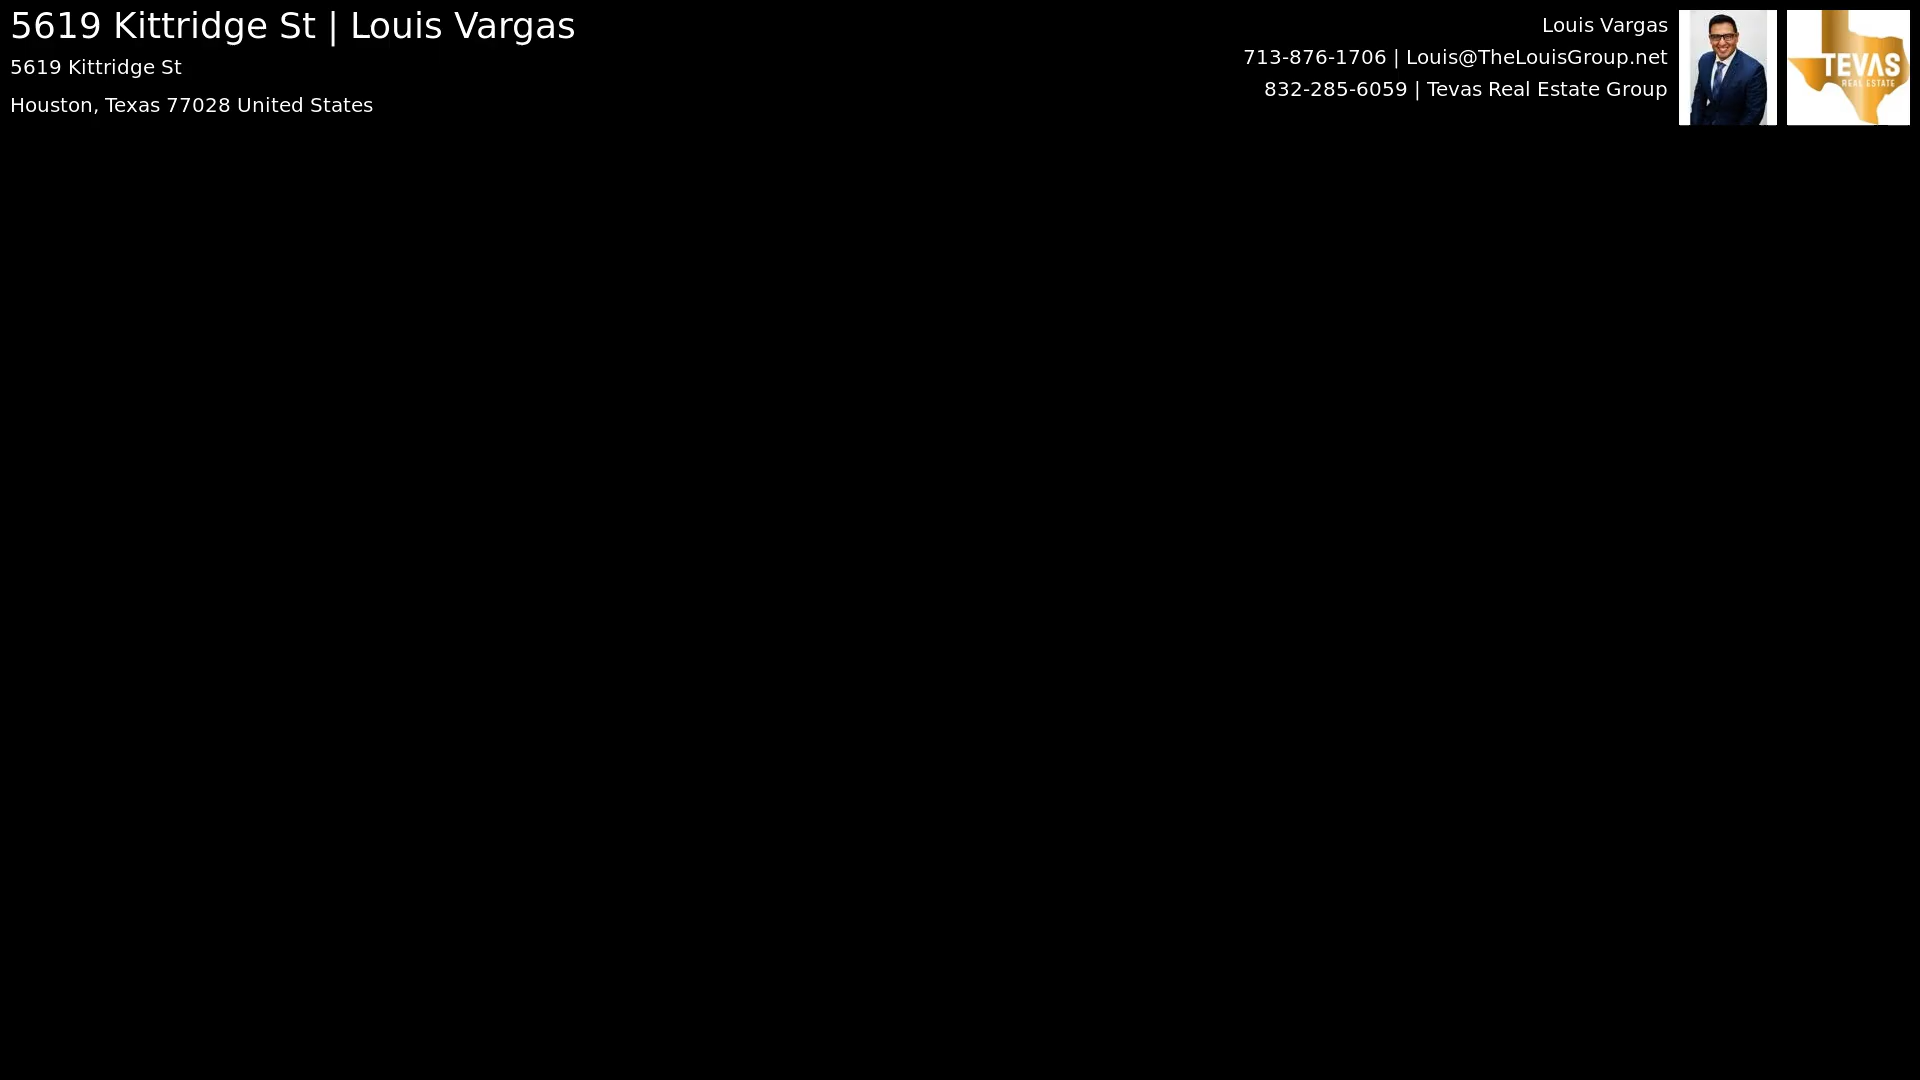 5619 Kittridge St | Louis Vargas
5619 Kittridge St
Houston, Texas 77028 United States
Louis Vargas
713-876-1706 | Louis@TheLouisGroup.net
832-285-6059 | Tevas Real Estate Group
TEVAS
REAL ESTATE